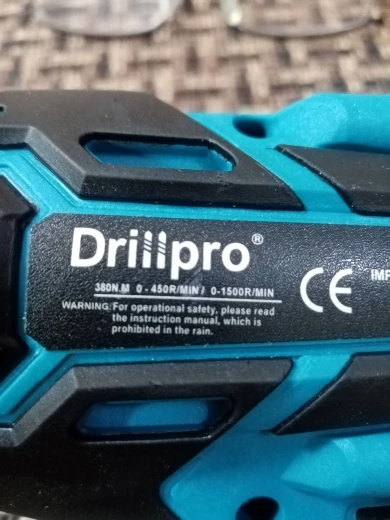 Drillpro®
380N.M 0-450R/MIN/ 0-1500R/MIN
WARNING:For operational safety, please read
the instruction manual, which is
prohibited in the rain.
CE